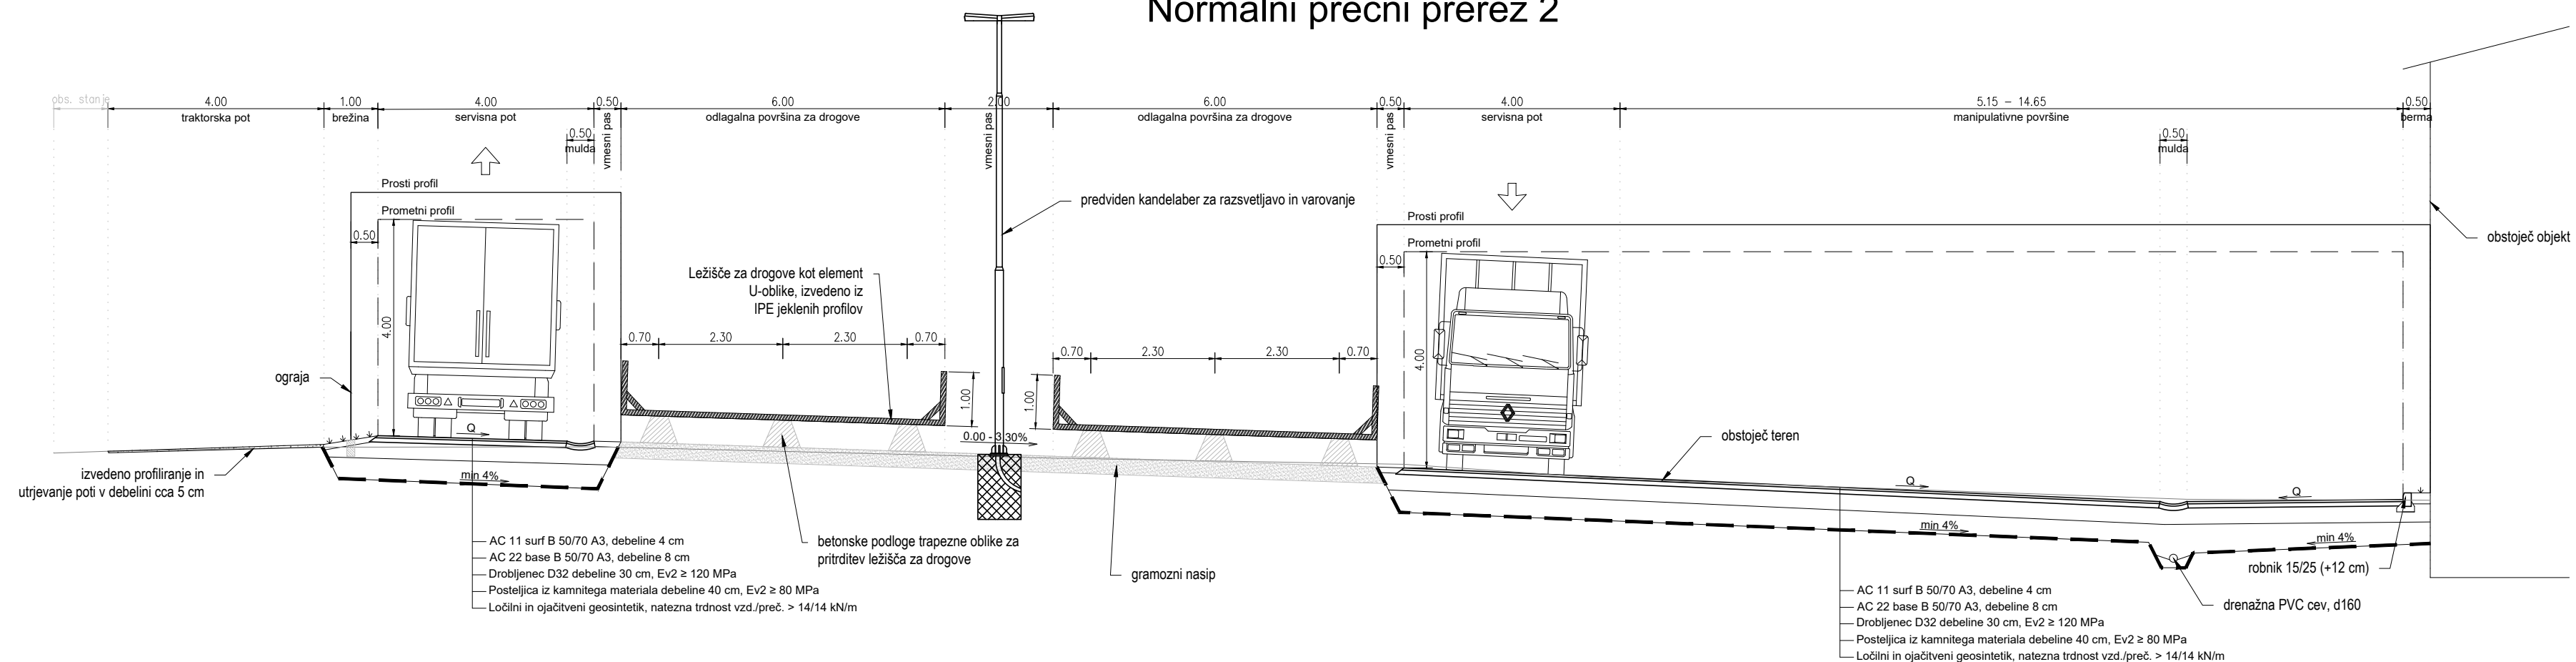 Normalni prečni prerez 2
obs. stanje
4.00
1.00
4.00
0.50
6.00
2.00
6.00
0.50
4.00
5.15 – 14.65
0.50
traktorska pot
brežina
servisna pot
vmesni pas
odlagalna površina za drogove
vmesni pas
odlagalna površina za drogove
vmesni pas
servisna pot
manipulativne površine
berma
0.50
mulda
0.50
mulda
Prosti profil
Prometni profil
0.50
4.00
predviden kandelaber za razsvetljavo in varovanje
Prosti profil
Prometni profil
0.50
4.00
obstoječ objekt
Ležišče za drogove kot element
U-oblike, izvedeno iz
IPE jeklenih profilov
0.70
2.30
2.30
0.70
0.70
2.30
2.30
0.70
1.00
1.00
ograja
Q
0.00 - 3.30%
obstoječ teren
izvedeno profiliranje in
utrjevanje poti v debelini cca 5 cm
min 4%
Q
Q
min 4%
min 4%
betonske podloge trapezne oblike za
pritrditev ležišča za drogove
gramozni nasip
robnik 15/25 (+12 cm)
drenažna PVC cev, d160
AC 11 surf B 50/70 A3, debeline 4 cm
AC 22 base B 50/70 A3, debeline 8 cm
Drobljenec D32 debeline 30 cm, Ev2 ≥ 120 MPa
Posteljica iz kamnitega materiala debeline 40 cm, Ev2 ≥ 80 MPa
Ločilni in ojačitveni geosintetik, natezna trdnost vzd./preč. > 14/14 kN/m
AC 11 surf B 50/70 A3, debeline 4 cm
AC 22 base B 50/70 A3, debeline 8 cm
Drobljenec D32 debeline 30 cm, Ev2 ≥ 120 MPa
Posteljica iz kamnitega materiala debeline 40 cm, Ev2 ≥ 80 MPa
Ločilni in ojačitveni geosintetik, natezna trdnost vzd./preč. > 14/14 kN/m